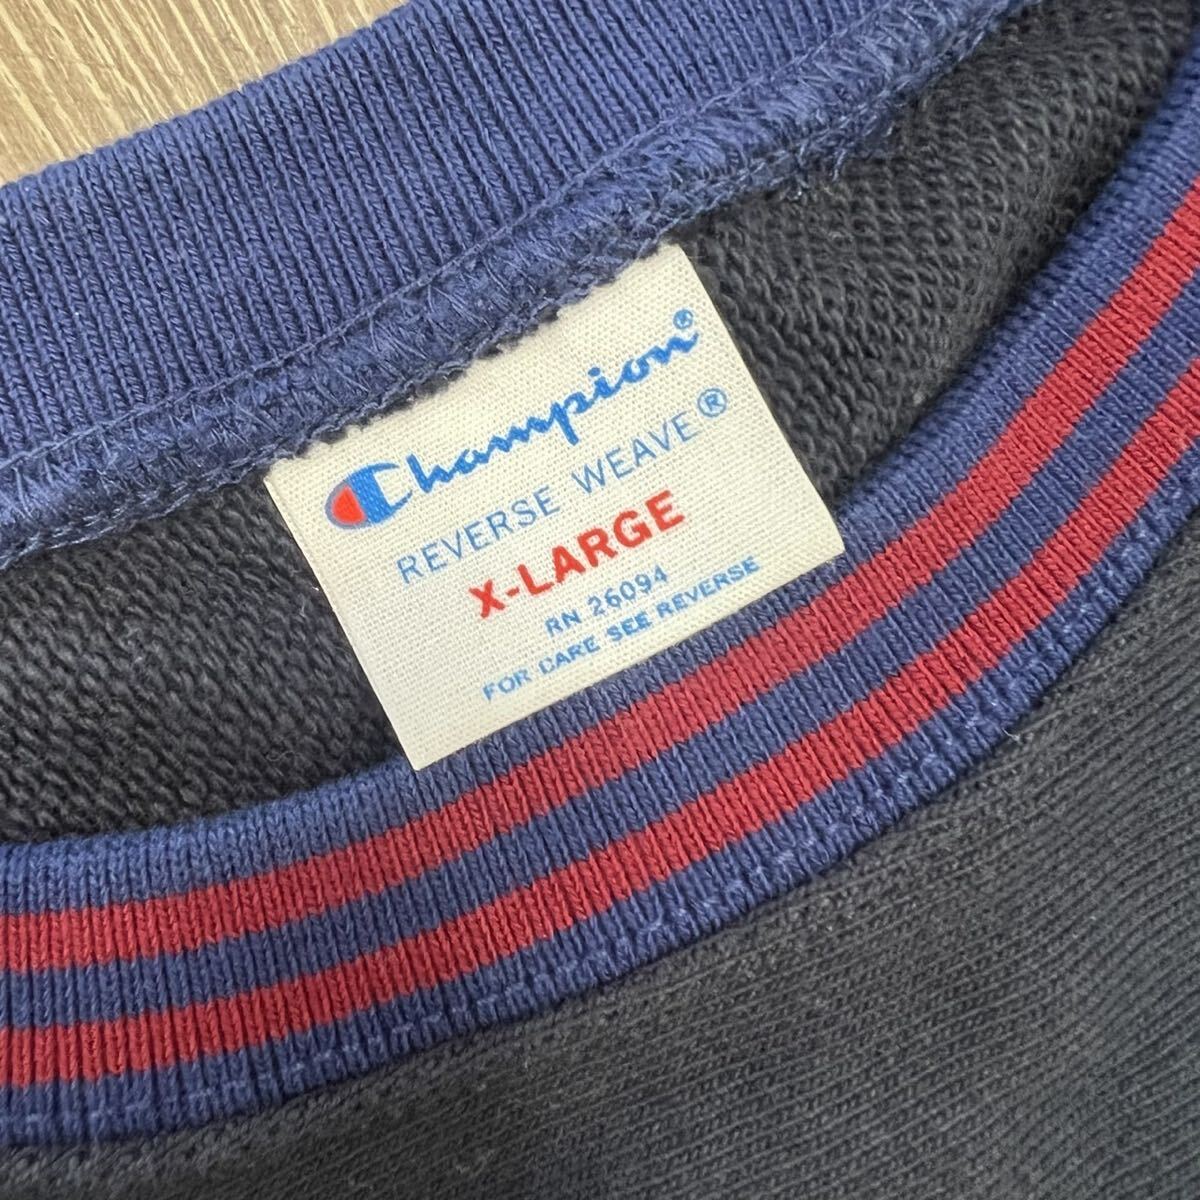 Champion®
REVERSE WEAVE®
X-LARGE
RN 26094
FOR CARE SEE REVERSE